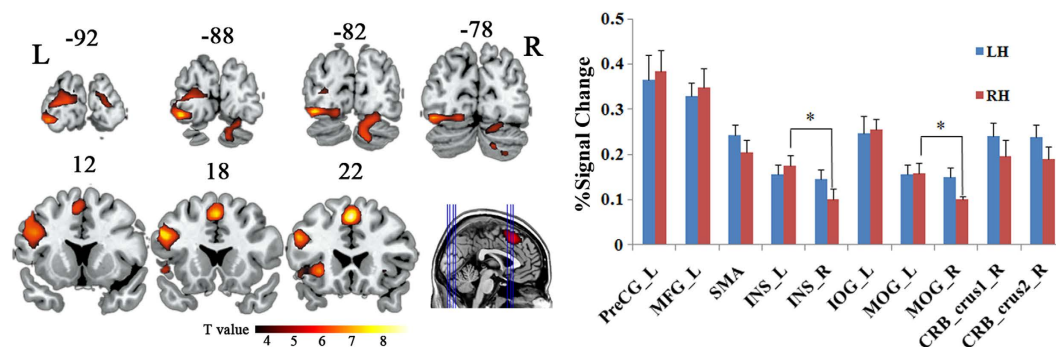 -92 -88 -82 -78
L R
12 18 22
T value 4 5 6 7 8
0.5
0.4
0.3
0.2
0.1
0
%Signal Change
LH
RH
* *
PreCG_L
MFG_L
SMA
INS_L
INS_R
IOG_L
MOG_L
MOG_R
CRB_crus1_R
CRB_crus2_R